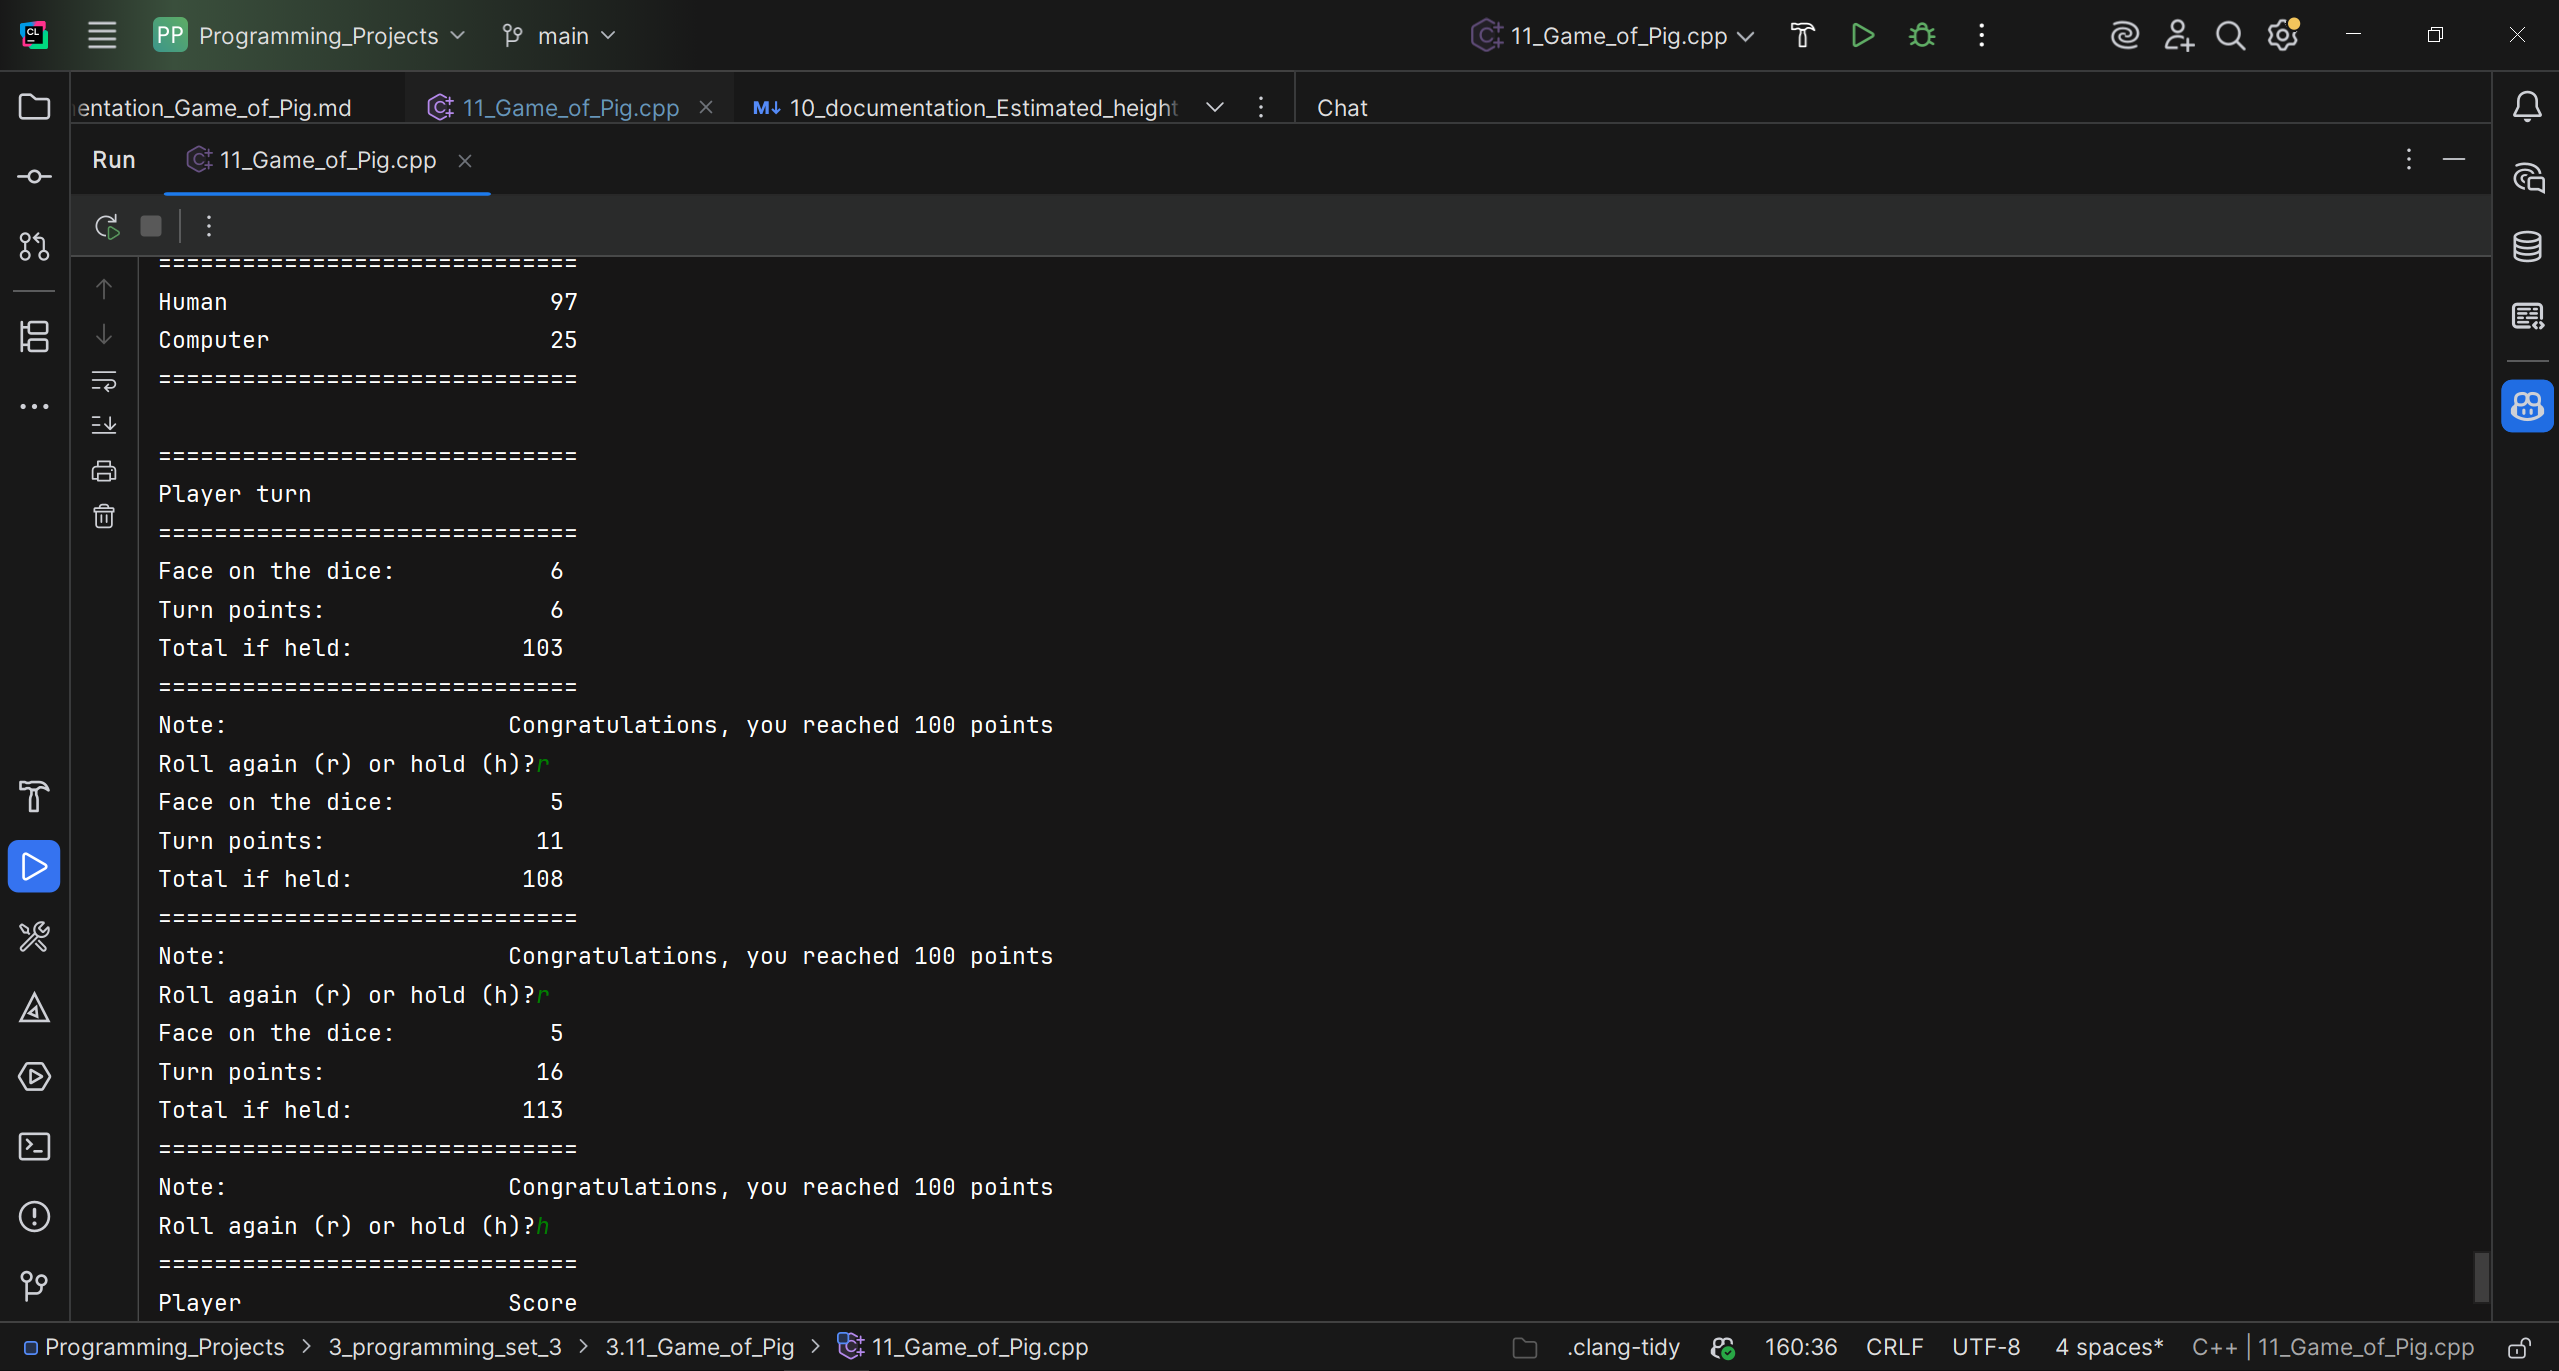 PP Programming_Projects main 11_Game_of_Pig.cpp
entation_Game_of_Pig.md 11_Game_of_Pig.cpp M↓ 10_documentation_Estimated_height Chat
Run 11_Game_of_Pig.cpp
==============================
Human 97
Computer 25
==============================
==============================
Player turn
==============================
Face on the dice: 6
Turn points: 6
Total if held: 103
==============================
Note: Congratulations, you reached 100 points
Roll again (r) or hold (h)?r
Face on the dice: 5
Turn points: 11
Total if held: 108
==============================
Note: Congratulations, you reached 100 points
Roll again (r) or hold (h)?r
Face on the dice: 5
Turn points: 16
Total if held: 113
==============================
Note: Congratulations, you reached 100 points
Roll again (r) or hold (h)?h
==============================
Player Score
Programming_Projects > 3_programming_set_3 > 3.11_Game_of_Pig > 11_Game_of_Pig.cpp .clang-tidy 160:36 CRLF UTF-8 4 spaces* C++ | 11_Game_of_Pig.cpp